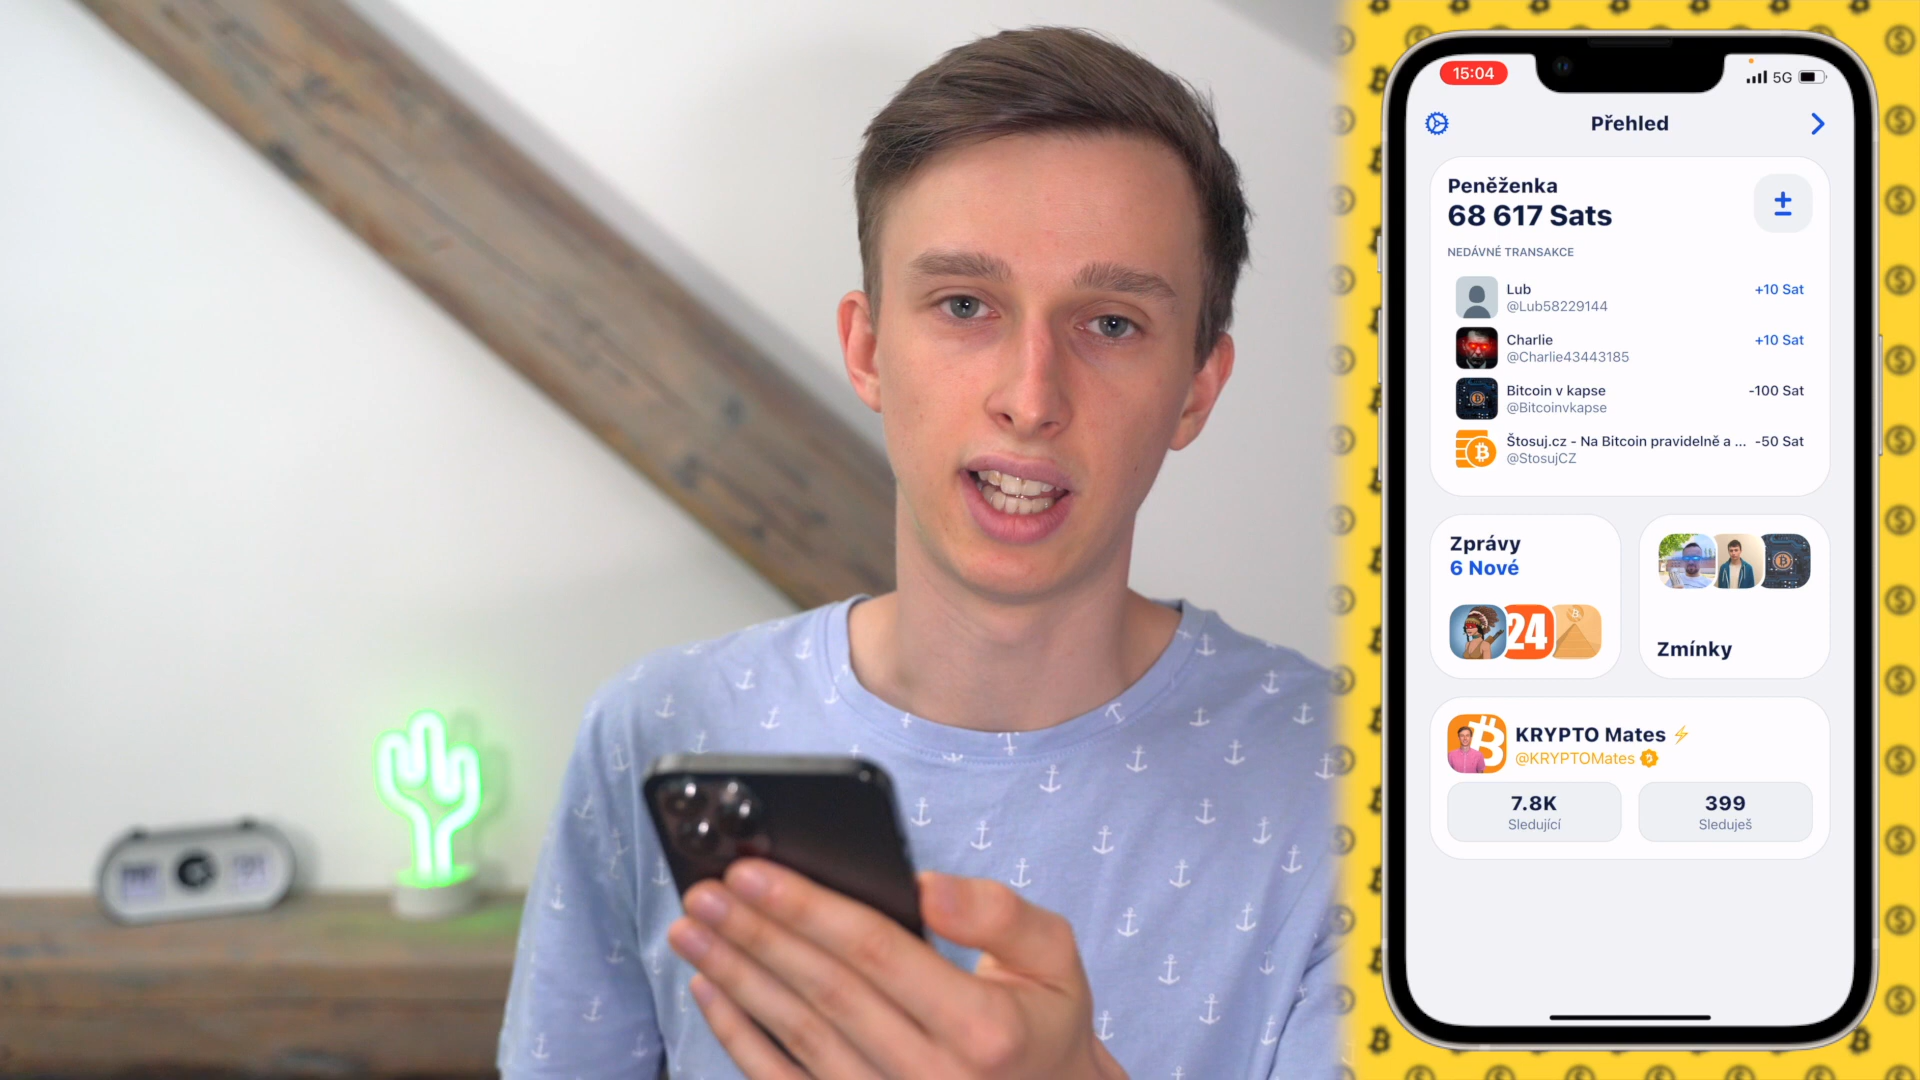 15:04
5G
Přehled
Peněženka
68 617 Sats
NEDÁVNÉ TRANSAKCE
Lub +10 Sat
@Lub58229144
Charlie +10 Sat
@Charlie43443185
Bitcoin v kapse -100 Sat
@Bitcoinvkapse
Štosuj.cz - Na Bitcoin pravidelně a ... -50 Sat
@StosujCZ
Zprávy
6 Nové
24
Zmínky
KRYPTO Mates ⚡
@KRYPTOMates
7.8K
Sledující
399
Sleduješ